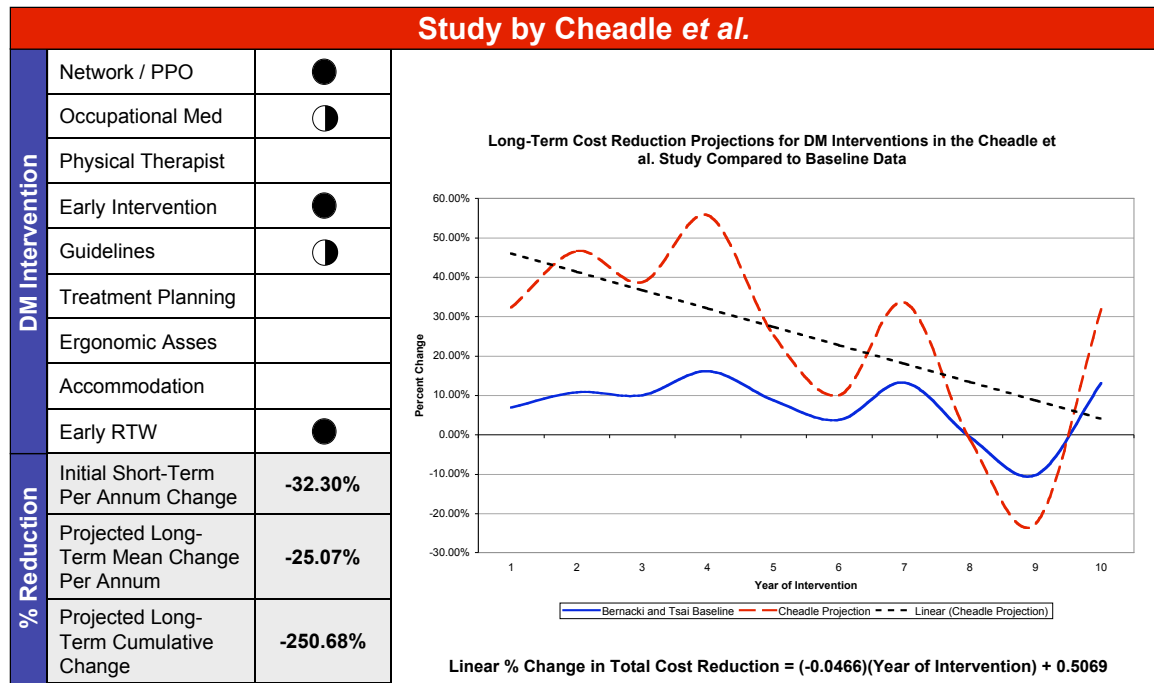 Study by Cheadle et al.
DM Intervention
Network / PPO
Occupational Med
Physical Therapist
Early Intervention
Guidelines
Treatment Planning
Ergonomic Asses
Accommodation
Early RTW
% Reduction
Initial Short-Term
Per Annum Change
-32.30%
Projected Long-
Term Mean Change
Per Annum
-25.07%
Projected Long-
Term Cumulative
Change
-250.68%
Long-Term Cost Reduction Projections for DM Interventions in the Cheadle et
al. Study Compared to Baseline Data
Percent Change
60.00%
50.00%
40.00%
30.00%
20.00%
10.00%
0.00%
-10.00%
-20.00%
-30.00%
1 2 3 4 5 6 7 8 9 10
Year of Intervention
Bernacki and Tsai Baseline Cheadle Projection Linear (Cheadle Projection)
Linear % Change in Total Cost Reduction = (-0.0466)(Year of Intervention) + 0.5069